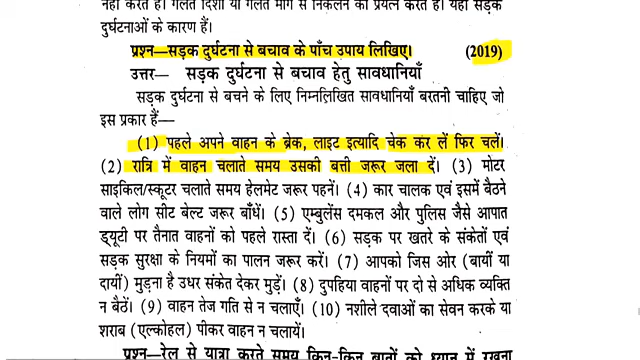 नहीं करते हैं। गलत दिशा या गलत मार्ग से निकलने का प्रयत्न करते हैं। यही सड़क
दुर्घटनाओं के कारण हैं।
प्रश्न—सड़क दुर्घटना से बचाव के पाँच उपाय लिखिए। (2019)
उत्तर— सड़क दुर्घटना से बचाव हेतु सावधानियाँ
सड़क दुर्घटना से बचने के लिए निम्नलिखित सावधानियाँ बरतनी चाहिए जो
इस प्रकार हैं—
(1) पहले अपने वाहन के ब्रेक, लाइट इत्यादि चेक कर लें फिर चलें।
(2) रात्रि में वाहन चलाते समय उसकी बत्ती जरूर जला दें। (3) मोटर
साइकिल/स्कूटर चलाते समय हेलमेट जरूर पहनें। (4) कार चालक एवं इसमें बैठने
वाले लोग सीट बेल्ट जरूर बाँधें। (5) एम्बुलेंस दमकल और पुलिस जैसे आपात
ड्यूटी पर तैनात वाहनों को पहले रास्ता दें। (6) सड़क पर खतरे के संकेतों एवं
सड़क सुरक्षा के नियमों का पालन जरूर करें। (7) आपको जिस ओर (बायीं या
दायीं) मुड़ना है उधर संकेत देकर मुड़ें। (8) दुपहिया वाहनों पर दो से अधिक व्यक्ति
न बैठें। (9) वाहन तेज गति से न चलाएँ। (10) नशीले दवाओं का सेवन करके या
शराब (एल्कोहल) पीकर वाहन न चलायें।
प्रश्न—रेल से यात्रा करते समय किन-किन बातों को ध्यान में रखना